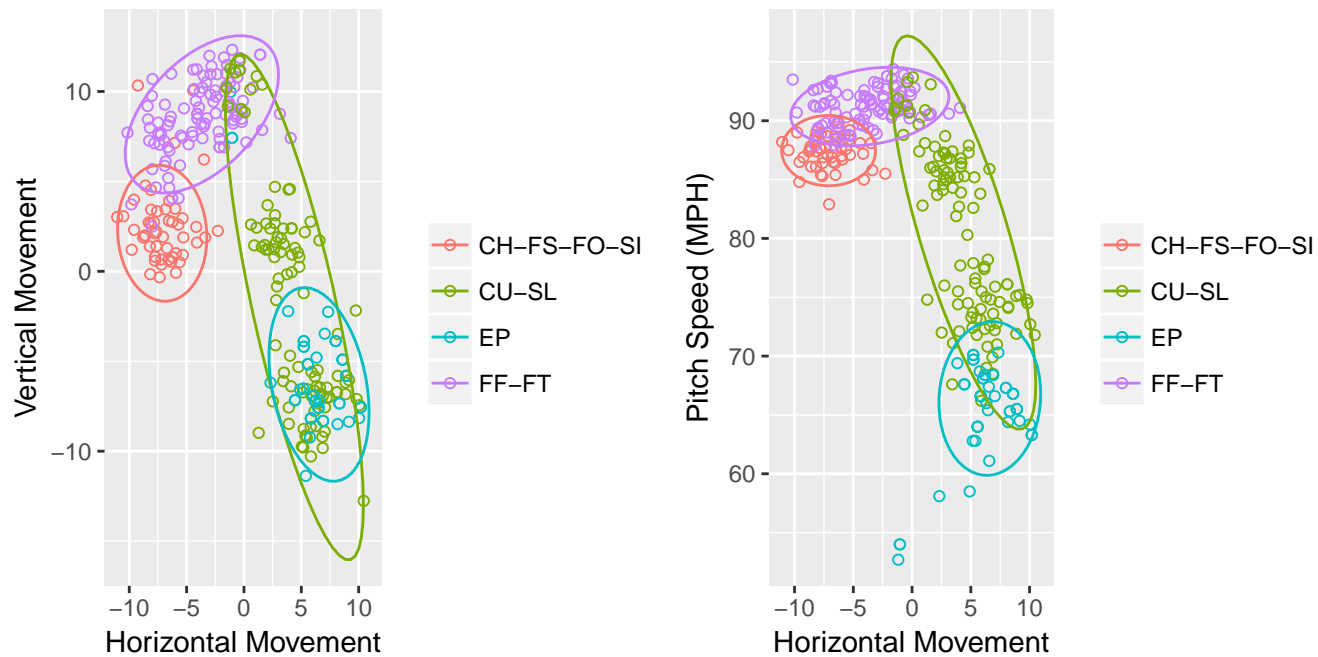 Vertical Movement
10
0
−10
−10 −5 0 5 10
Horizontal Movement
CH−FS−FO−SI
CU−SL
EP
FF−FT
Pitch Speed (MPH)
90
80
70
60
−10 −5 0 5 10
Horizontal Movement
CH−FS−FO−SI
CU−SL
EP
FF−FT